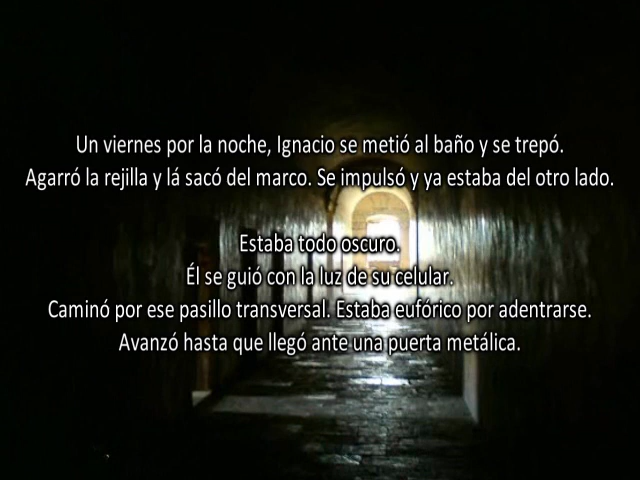 Un viernes por la noche, Ignacio se metió al baño y se trepó.
Agarró la rejilla y lá sacó del marco. Se impulsó y ya estaba del otro lado.
Estaba todo oscuro.
Él se guió con la luz de su celular.
Caminó por ese pasillo transversal. Estaba eufórico por adentrarse.
Avanzó hasta que llegó ante una puerta metálica.